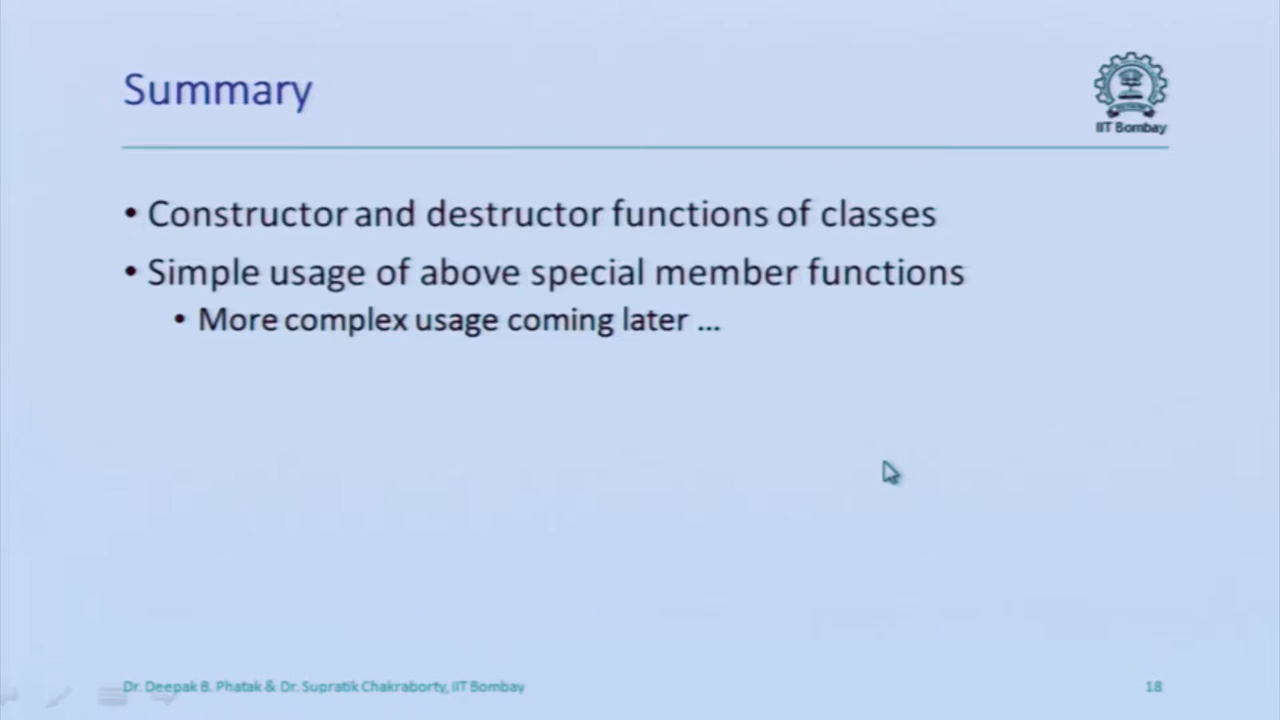 Summary
IIT Bombay
• Constructor and destructor functions of classes
• Simple usage of above special member functions
• More complex usage coming later ...
Dr. Deepak B. Phatak & Dr. Supratik Chakraborty, IIT Bombay
18